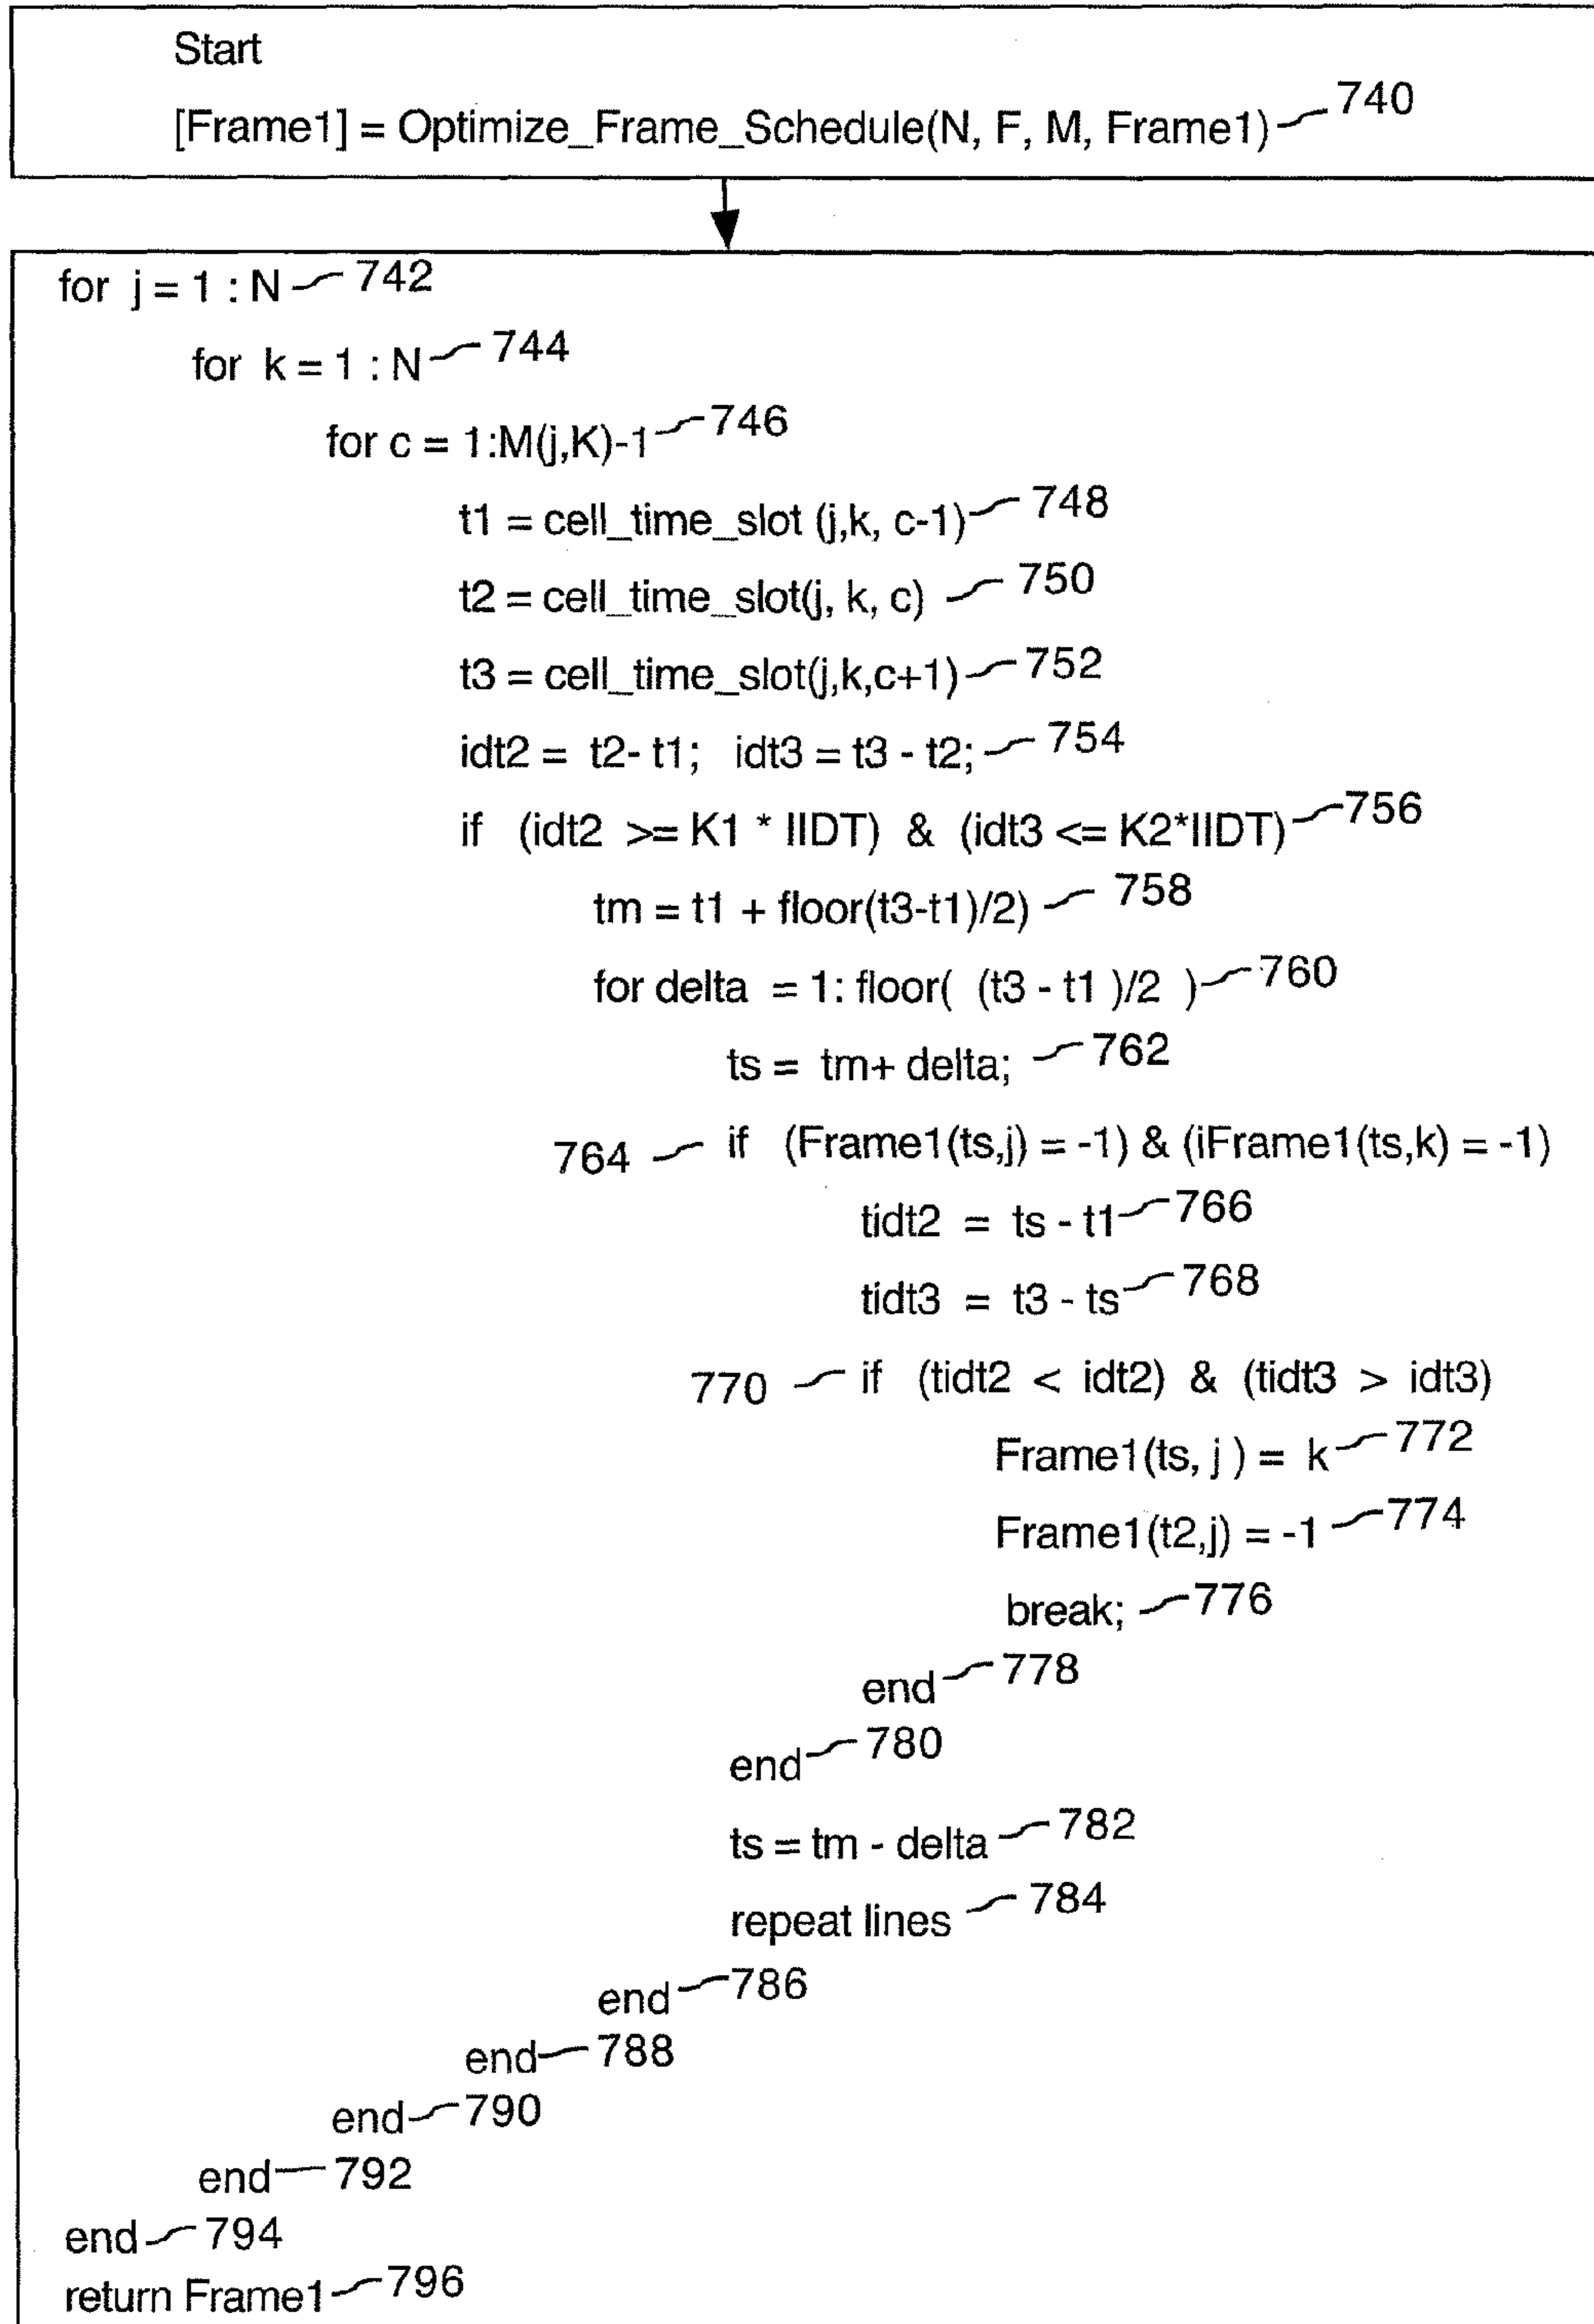 Start
[Frame1] = Optimize_Frame_Schedule(N, F, M, Frame1) 740
for j = 1 : N 742
for k = 1 : N 744
for c = 1:M(j,K)-1 746
t1 = cell_time_slot (j,k, c-1) 748
t2 = cell_time_slot(j, k, c) 750
t3 = cell_time_slot(j,k,c+1) 752
idt2 = t2- t1; idt3 = t3 - t2; 754
if (idt2 >= K1 * IIDT) & (idt3 <= K2*IIDT) 756
tm = t1 + floor(t3-t1)/2) 758
for delta = 1: floor( (t3 - t1 )/2 ) 760
ts = tm+ delta; 762
764 if (Frame1(ts,j) = -1) & (iFrame1(ts,k) = -1)
tidt2 = ts - t1 766
tidt3 = t3 - ts 768
770 if (tidt2 < idt2) & (tidt3 > idt3)
Frame1(ts, j ) = k 772
Frame1(t2,j) = -1 774
break; 776
end 778
end 780
ts = tm - delta 782
repeat lines 784
end 786
end 788
end 790
end 792
end 794
return Frame1 796